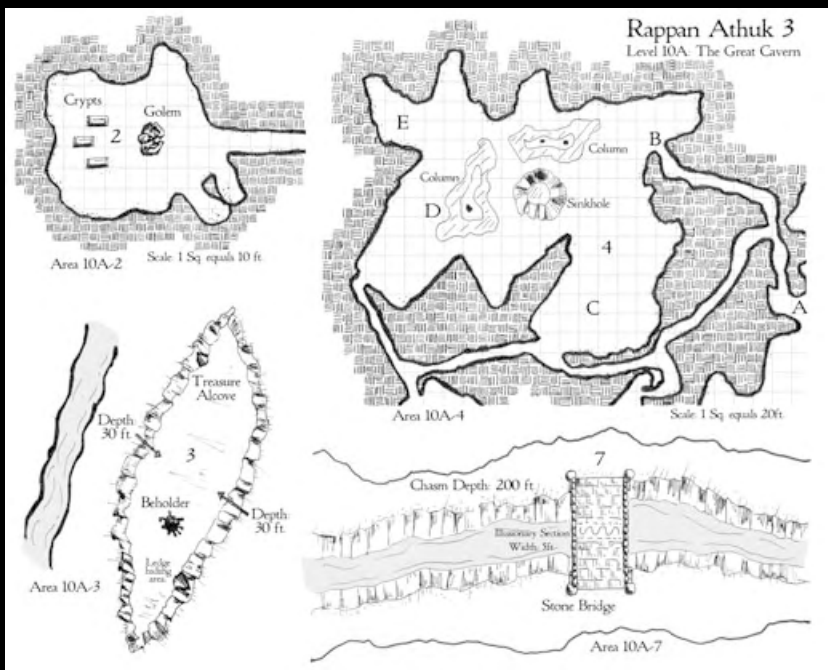 Rappan Athuk 3
Level 10A: The Great Cavern
Crypts
2
Golem
Area 10A-2
Scale 1 Sq. equals 10 ft.
E
B
Column
Column
Sinkhole
D
4
C
A
Area 10A-4
Scale 1 Sq. equals 20ft.
Treasure
Alcove
Depth:
30 ft.
3
Beholder
Depth:
30 ft.
Ledge
hiding
area.
Area 10A-3
7
Chasm Depth: 200 ft.
Illusionary Section
Width: 5ft.
Stone Bridge
Area 10A-7